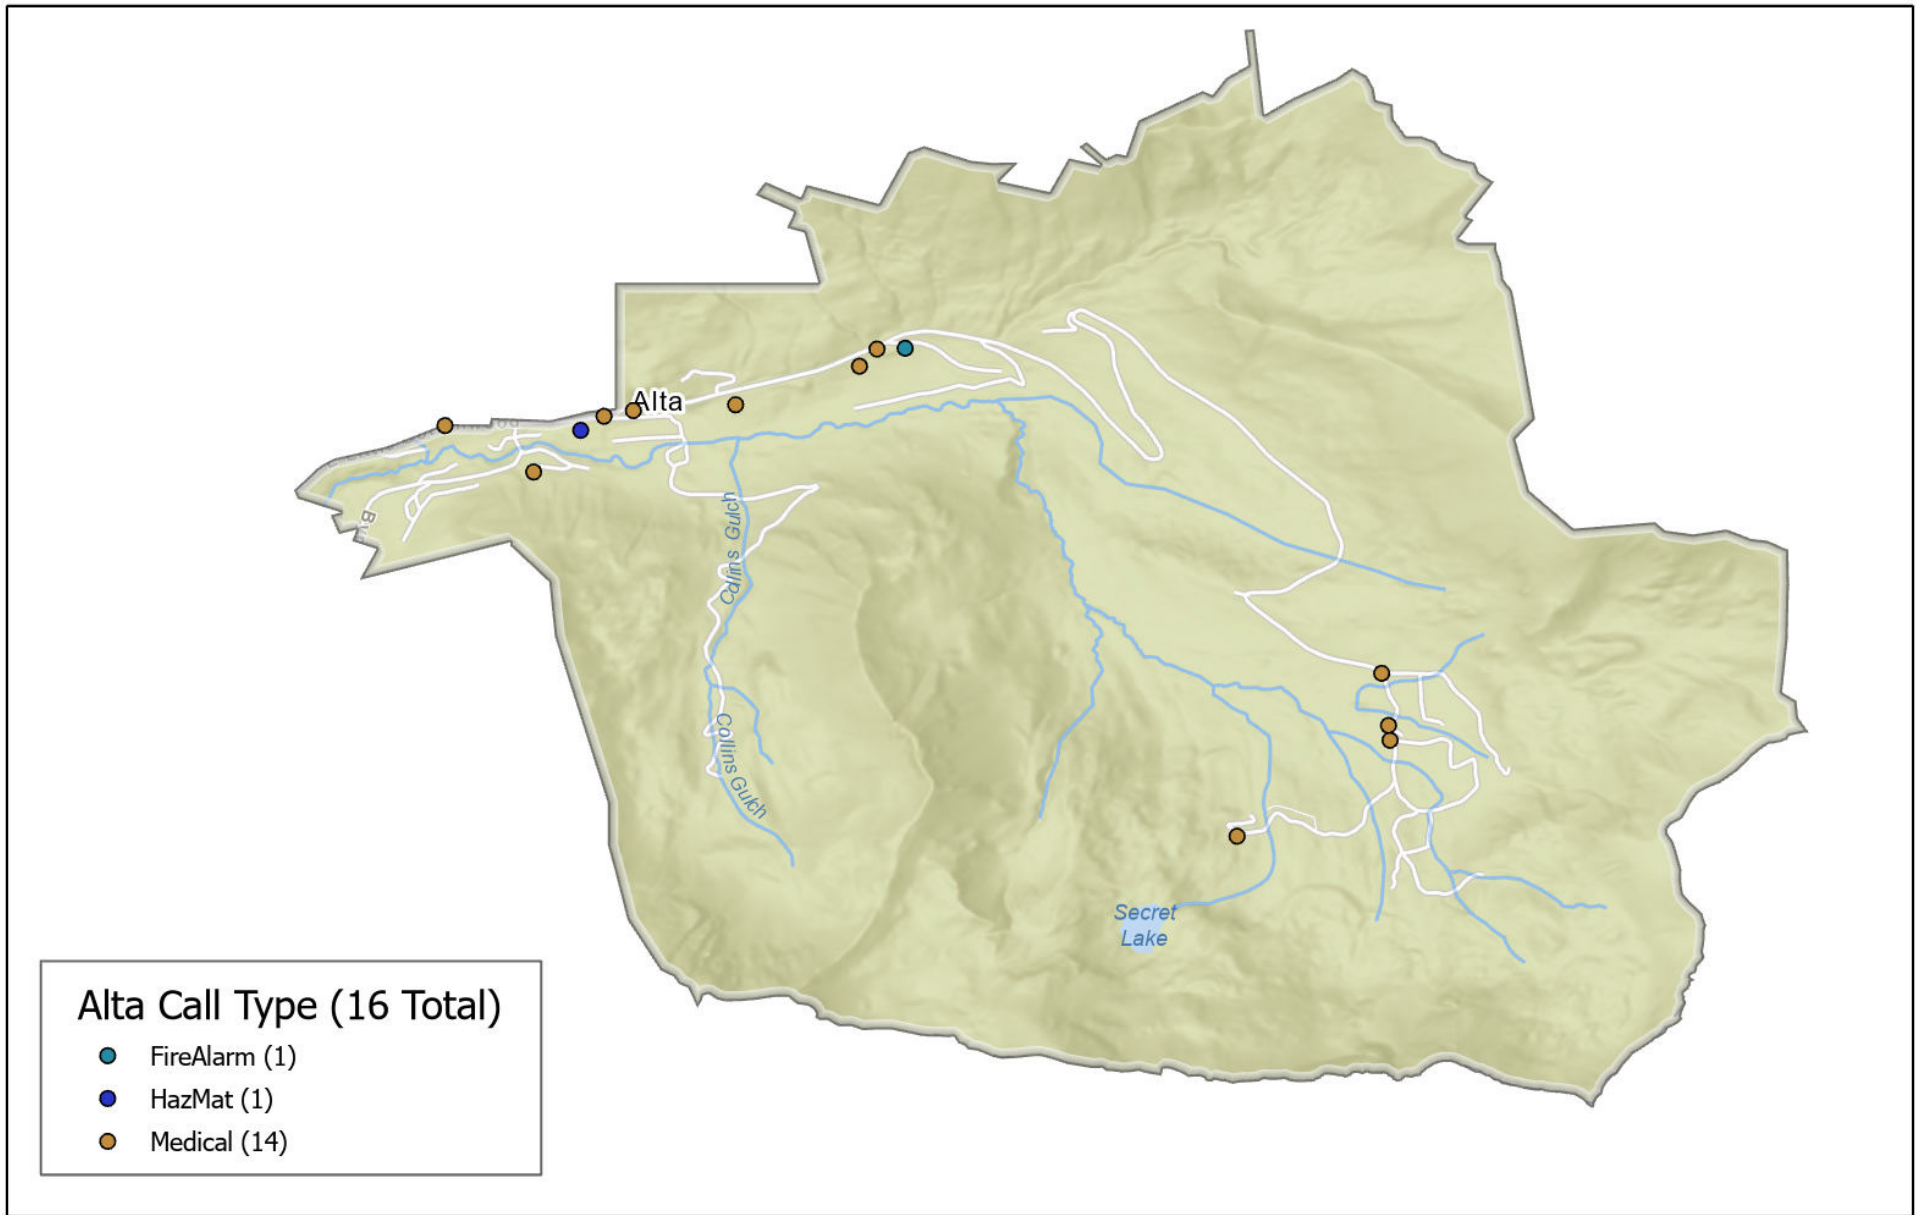 Alta
Collins Gulch
Collins Gulch
Secret
Lake
Alta Call Type (16 Total)
FireAlarm (1)
HazMat (1)
Medical (14)